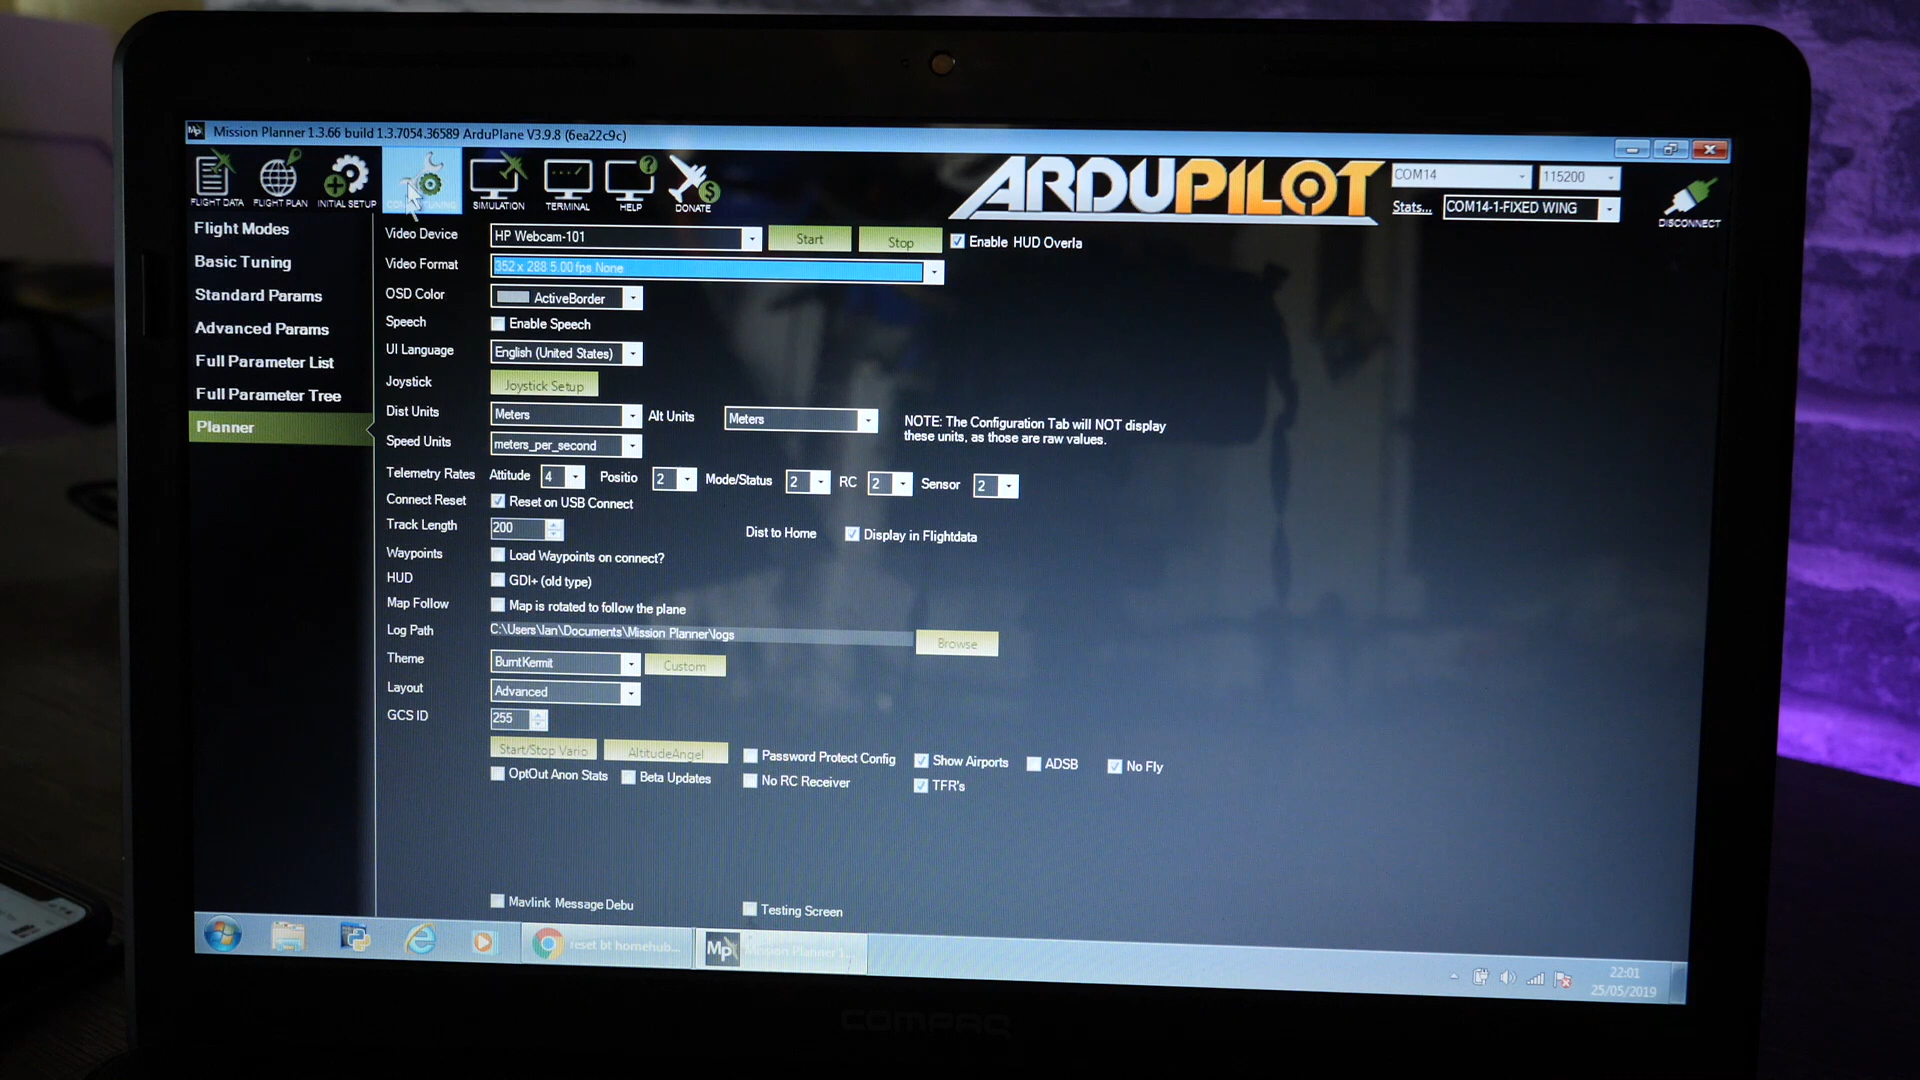 Mission Planner 1.3.66 build 1.3.7054.36589 ArduPlane V3.9.8 (6ea22c9c)
FLIGHT DATA FLIGHT PLAN INITIAL SETUP SIMULATION TERMINAL HELP DONATE
ARDUPILOT
COM14 115200
Stats... COM14-1-FIXED WING
DISCONNECT
Flight Modes
Basic Tuning
Standard Params
Advanced Params
Full Parameter List
Full Parameter Tree
Planner
Video Device HP Webcam-101 Start Stop Enable HUD Overla
Video Format 352 x 288 5.00 fps None
OSD Color ActiveBorder
Speech Enable Speech
UI Language English (United States)
Joystick Joystick Setup
Dist Units Meters Alt Units Meters
NOTE: The Configuration Tab will NOT display
these units, as those are raw values.
Speed Units meters_per_second
Telemetry Rates Attitude 4 Positio 2 Mode/Status 2 RC 2 Sensor 2
Connect Reset Reset on USB Connect
Track Length 200 Dist to Home Display in Flightdata
Waypoints Load Waypoints on connect?
HUD GDI+ (old type)
Map Follow Map is rotated to follow the plane
Log Path C:\Users\Ian\Documents\Mission Planner\logs Browse
Theme BurntKermit Custom
Layout Advanced
GCS ID 255
Start/Stop Vario AltitudeAngel Password Protect Config Show Airports ADSB No Fly
OptOut Anon Stats Beta Updates No RC Receiver TFR's
Mavlink Message Debu Testing Screen
reset bt homehub... Mp Mission Planner 1...
22:01
25/05/2019
COMPAQ